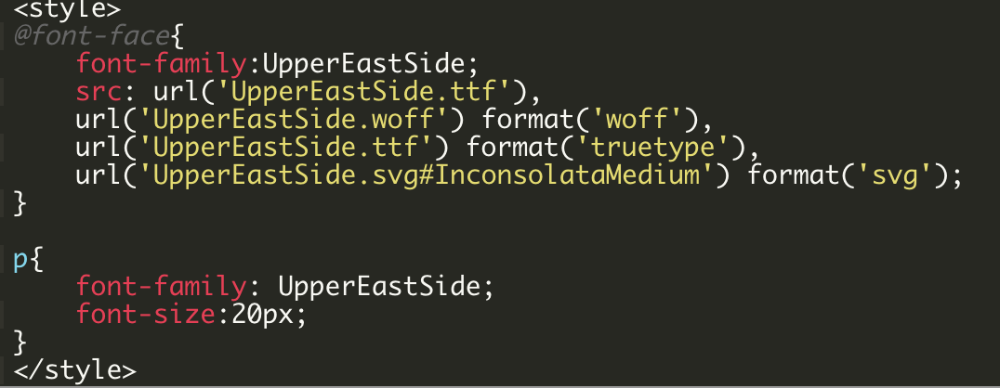 <style>
@font-face{
    font-family:UpperEastSide;
    src: url('UpperEastSide.ttf'),
    url('UpperEastSide.woff') format('woff'),
    url('UpperEastSide.ttf') format('truetype'),
    url('UpperEastSide.svg#InconsolataMedium') format('svg');
}

p{
    font-family: UpperEastSide;
    font-size:20px;
}
</style>